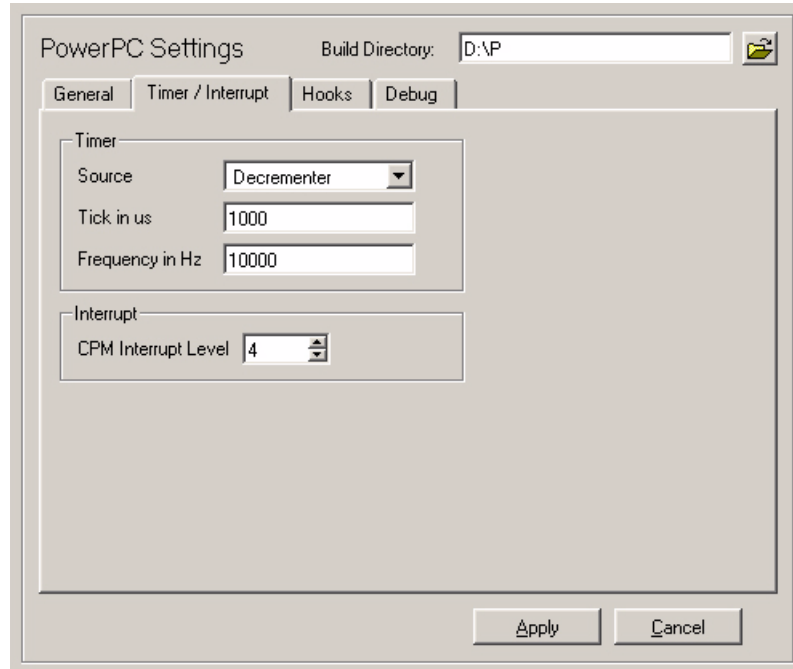 PowerPC Settings Build Directory: D:\P
General Timer / Interrupt Hooks Debug
Timer
Source Decrementer
Tick in us 1000
Frequency in Hz 10000
Interrupt
CPM Interrupt Level 4
Apply Cancel